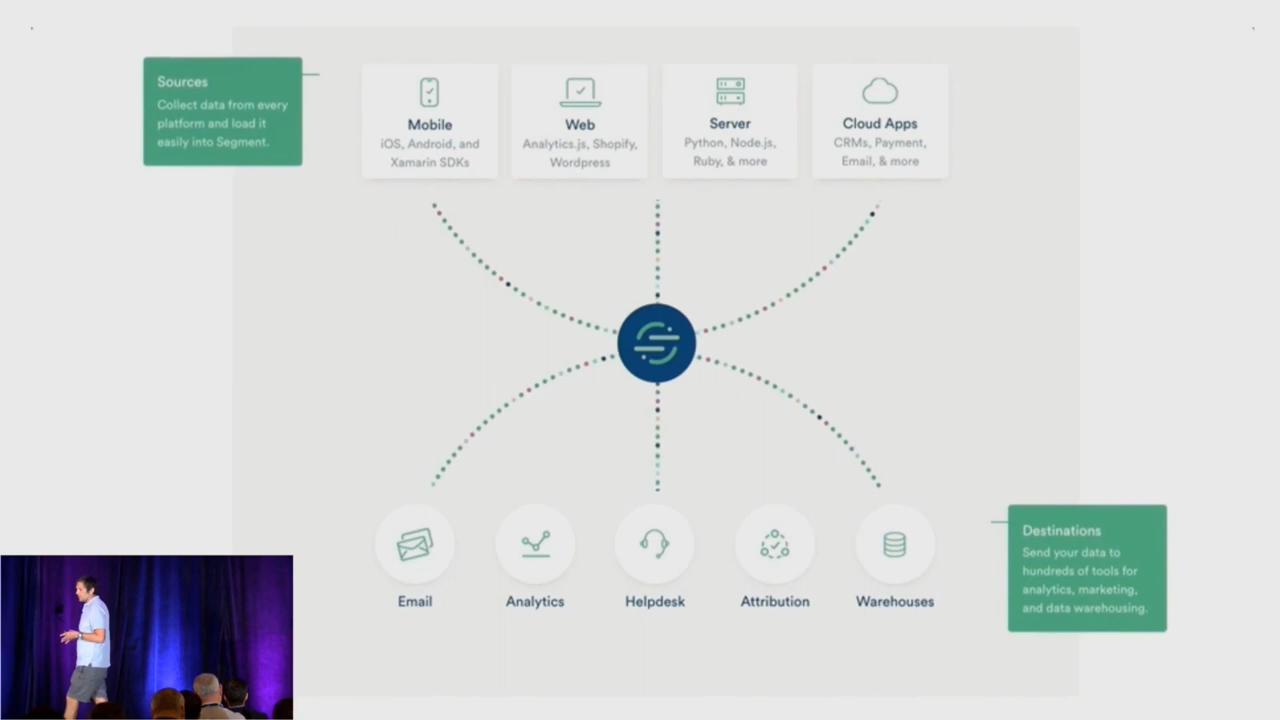 Sources
Collect data from every
platform and load it
easily into Segment.
Mobile
iOS, Android, and
Xamarin SDKs
Web
Analytics.js, Shopify,
Wordpress
Server
Python, Node.js,
Ruby, & more
Cloud Apps
CRMs, Payment,
Email, & more
Email
Analytics
Helpdesk
Attribution
Warehouses
Destinations
Send your data to
hundreds of tools for
analytics, marketing,
and data warehousing.